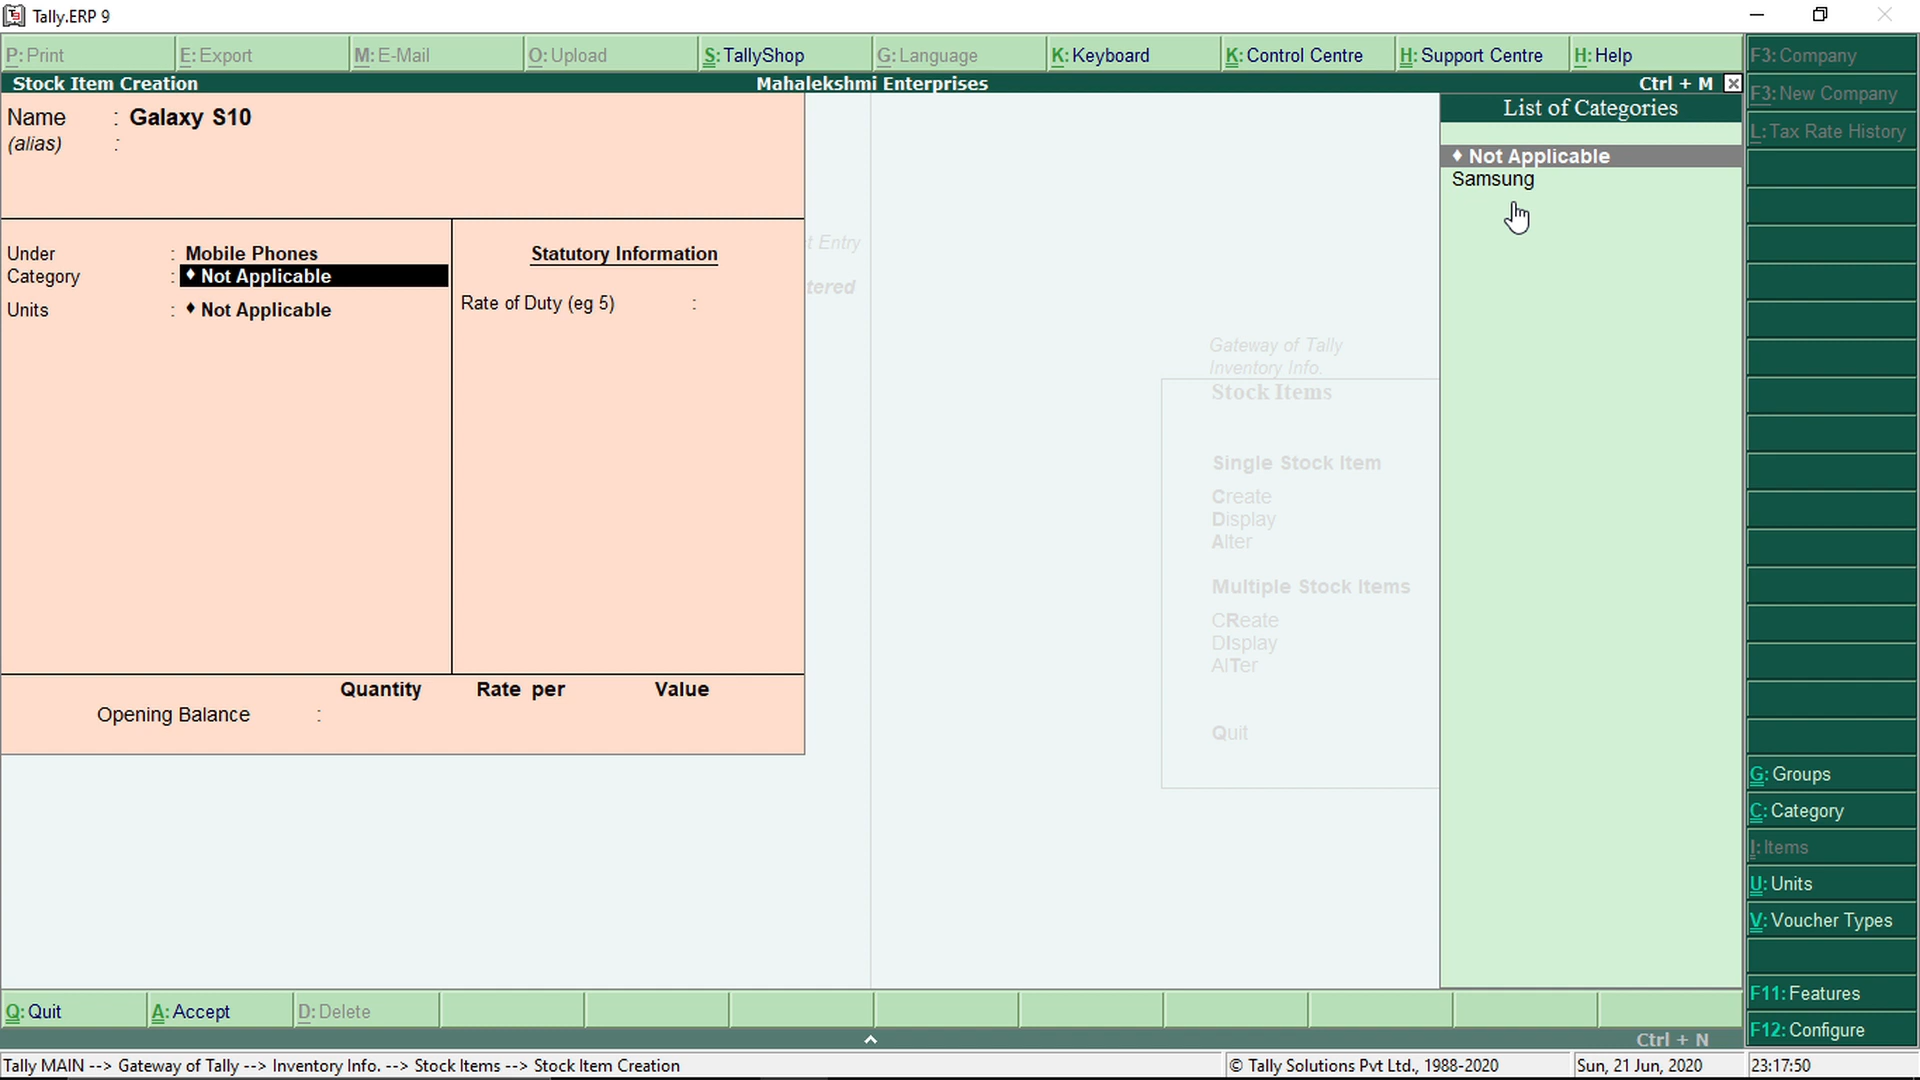 Tally.ERP 9
P: Print E: Export M: E-Mail O: Upload S: TallyShop G: Language K: Keyboard K: Control Centre H: Support Centre H: Help
Stock Item Creation Mahalekshmi Enterprises Ctrl + M
Name : Galaxy S10
(alias) :
Under : Mobile Phones
Category : ♦ Not Applicable
Units : ♦ Not Applicable
Statutory Information
Rate of Duty (eg 5) :
Quantity Rate per Value
Opening Balance :
t Entry
tered
Gateway of Tally
Inventory Info.
Stock Items
Single Stock Item
Create
Display
Alter
Multiple Stock Items
CReate
DIsplay
AlTer
Quit
List of Categories
♦ Not Applicable
Samsung
F3: Company
F3: New Company
L: Tax Rate History
G: Groups
C: Category
I: Items
U: Units
V: Voucher Types
F11: Features
F12: Configure
Q: Quit A: Accept D: Delete
Ctrl + N
Tally MAIN --> Gateway of Tally --> Inventory Info. --> Stock Items --> Stock Item Creation © Tally Solutions Pvt Ltd., 1988-2020 Sun, 21 Jun, 2020 23:17:50